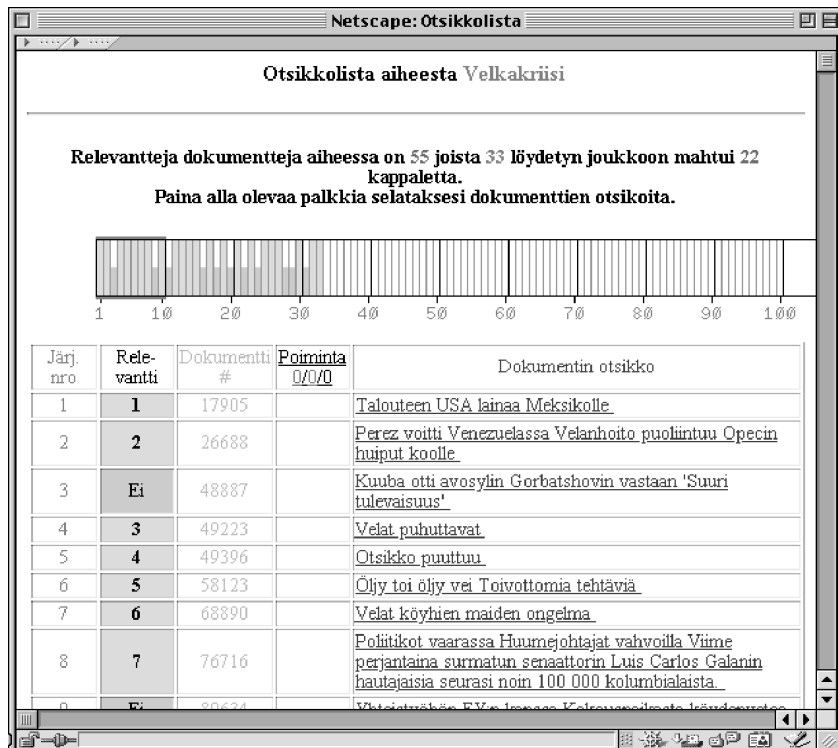 Netscape: Otsikkolista
Otsikkolista aiheesta Velkakriisi
Relevantteja dokumentteja aiheessa on 55 joista 33 löydetyn joukkoon mahtui 22
kappaletta.
Paina alla olevaa palkkia selataksesi dokumenttien otsikoita.
1 10 20 30 40 50 60 70 80 90 100
Järj. nro Rele-vantti Dokumentti # Poiminta 0/0/0 Dokumentin otsikko
1 1 17905 Talouteen USA lainaa Meksikolle
2 2 26688 Perez voitti Venezuelassa Velanhoito puoliintuu Opecin
huiput koolle
3 Ei 48887 Kuuba otti avosylin Gorbatshovin vastaan 'Suuri
tulevaisuus'
4 3 49223 Velat puhuttavat
5 4 49396 Otsikko puuttuu
6 5 58123 Öljy toi öljy vei Toivottomia tehtäviä
7 6 68890 Velat köyhien maiden ongelma
8 7 76716 Poliitikot vaarassa Huumejohtajat vahvoilla Viime
perjantaina surmatun senaattorin Luis Carlos Galanin
hautajaisia seurasi noin 100 000 kolumbialaista.
9 Ei